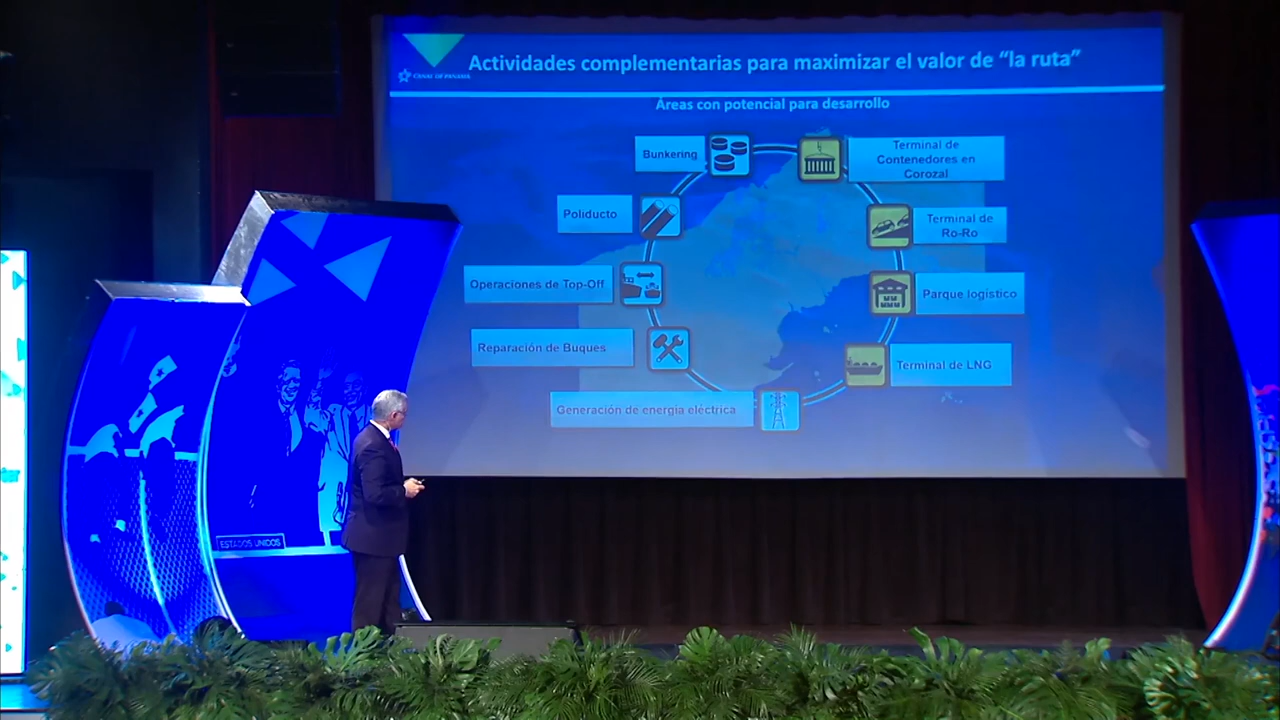 Actividades complementarias para maximizar el valor de “la ruta”
CANAL DE PANAMÁ
Áreas con potencial para desarrollo
Bunkering
Terminal de
Contenedores en
Corozal
Poliducto
Terminal de
Ro-Ro
Operaciones de Top-Off
Parque logístico
Reparación de Buques
Terminal de LNG
Generación de energía eléctrica
ESTADOS UNIDOS